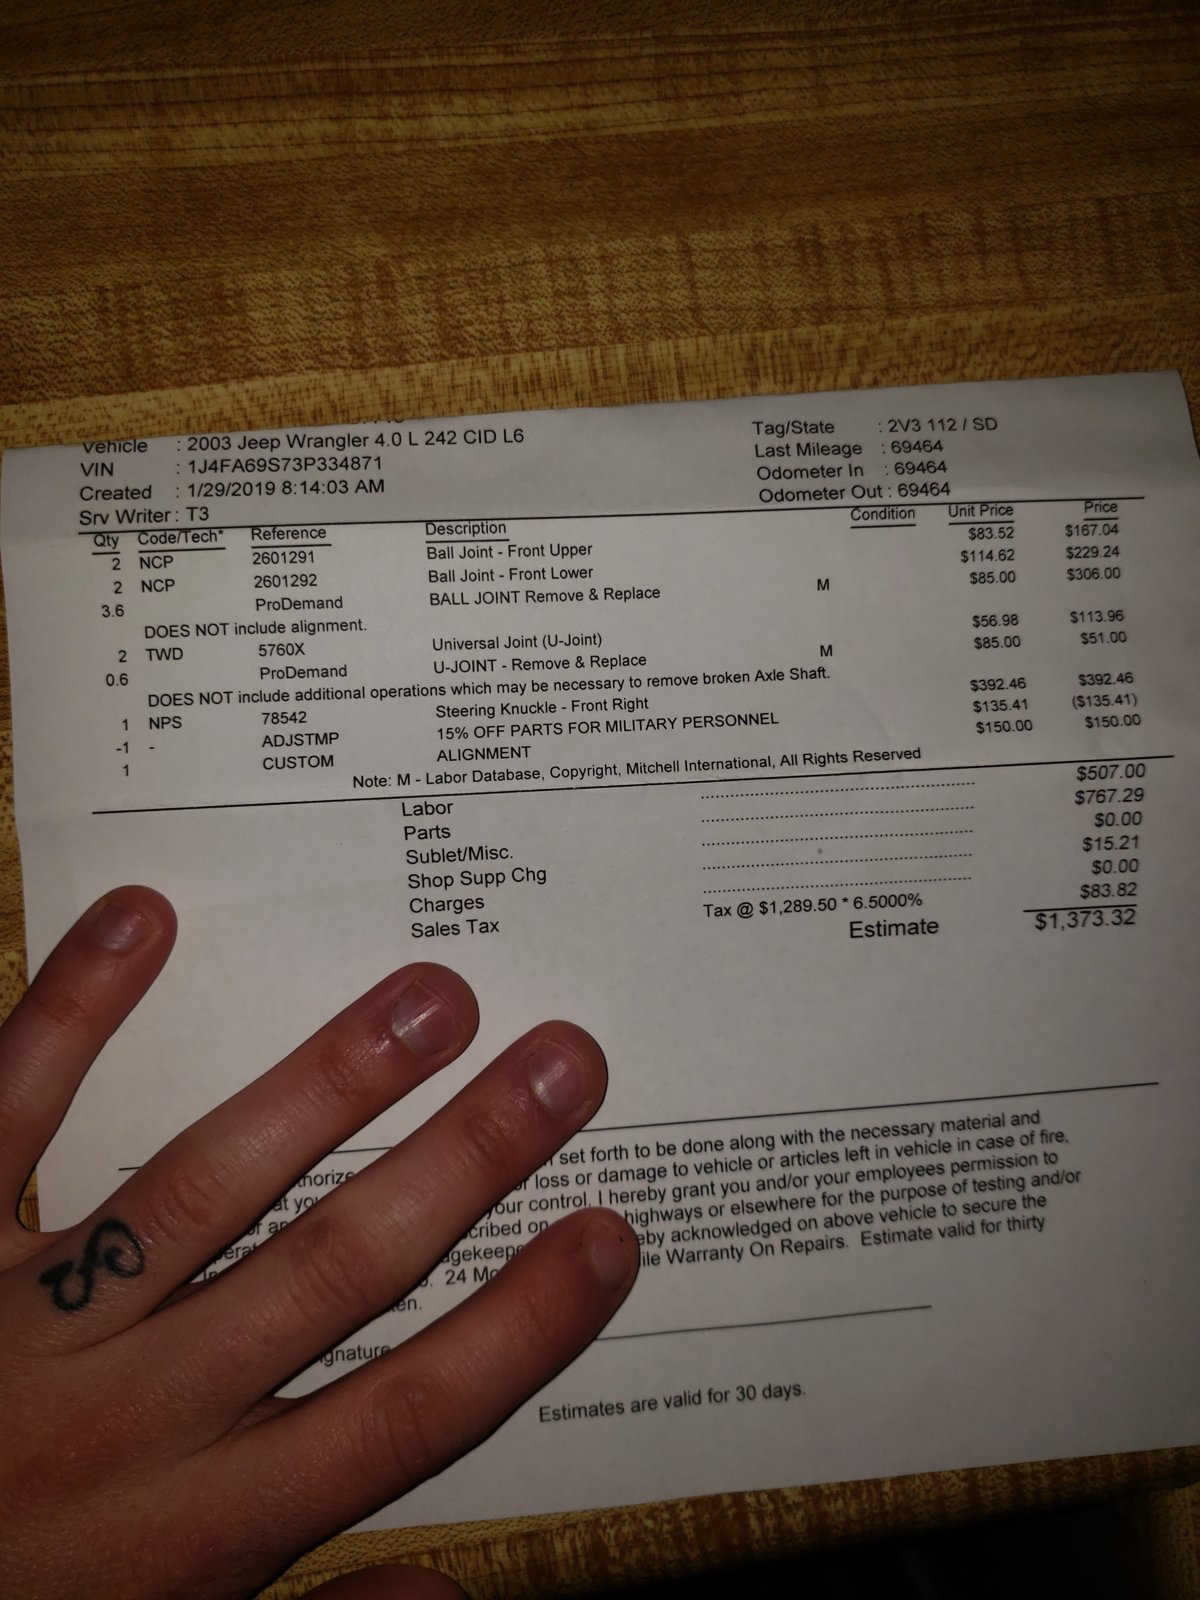 Vehicle : 2003 Jeep Wrangler 4.0 L 242 CID L6
VIN : 1J4FA69S73P334871
Created : 1/29/2019 8:14:03 AM
Srv Writer : T3
Tag/State : 2V3 112 / SD
Last Mileage : 69464
Odometer In : 69464
Odometer Out : 69464
Qty Code/Tech* Reference Description Condition Unit Price Price
2 NCP 2601291 Ball Joint - Front Upper $83.52 $167.04
2 NCP 2601292 Ball Joint - Front Lower $114.62 $229.24
3.6 ProDemand BALL JOINT Remove & Replace M $85.00 $306.00
DOES NOT include alignment.
2 TWD 5760X Universal Joint (U-Joint) $56.98 $113.96
0.6 ProDemand U-JOINT - Remove & Replace M $85.00 $51.00
DOES NOT include additional operations which may be necessary to remove broken Axle Shaft.
1 NPS 78542 Steering Knuckle - Front Right $392.46 $392.46
-1 - ADJSTMP 15% OFF PARTS FOR MILITARY PERSONNEL $135.41 ($135.41)
1 CUSTOM ALIGNMENT $150.00 $150.00
Note: M - Labor Database, Copyright, Mitchell International, All Rights Reserved
Labor $507.00
Parts $767.29
Sublet/Misc. $0.00
Shop Supp Chg $15.21
Charges $0.00
Sales Tax Tax @ $1,289.50 * 6.5000% $83.82
Estimate $1,373.32
set forth to be done along with the necessary material and
loss or damage to vehicle or articles left in vehicle in case of fire,
your control. I hereby grant you and/or your employees permission to
highways or elsewhere for the purpose of testing and/or
acknowledged on above vehicle to secure the
24 Warranty On Repairs. Estimate valid for thirty
Estimates are valid for 30 days.